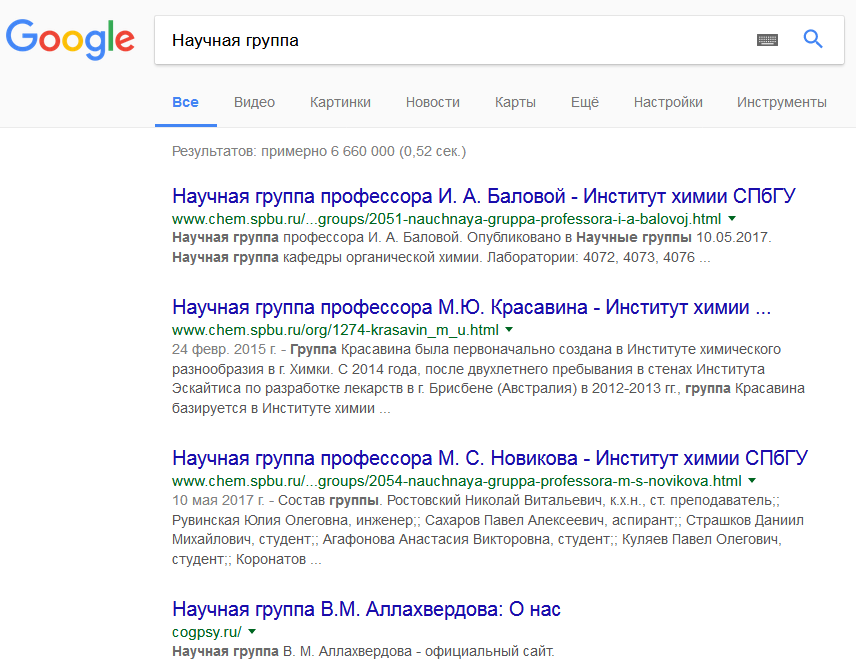 Google
Научная группа
Все Видео Картинки Новости Карты Ещё Настройки Инструменты
Результатов: примерно 6 660 000 (0,52 сек.)
Научная группа профессора И. А. Баловой - Институт химии СПбГУ
www.chem.spbu.ru/...groups/2051-nauchnaya-gruppa-professora-i-a-balovoj.html
Научная группа профессора И. А. Баловой. Опубликовано в Научные группы 10.05.2017.
Научная группа кафедры органической химии. Лаборатории: 4072, 4073, 4076 ...
Научная группа профессора М.Ю. Красавина - Институт химии ...
www.chem.spbu.ru/org/1274-krasavin_m_u.html
24 февр. 2015 г. - Группа Красавина была первоначально создана в Институте химического
разнообразия в г. Химки. С 2014 года, после двухлетнего пребывания в стенах Института
Эскайтиса по разработке лекарств в г. Брисбене (Австралия) в 2012-2013 гг., группа Красавина
базируется в Институте химии ...
Научная группа профессора М. С. Новикова - Институт химии СПбГУ
www.chem.spbu.ru/...groups/2054-nauchnaya-gruppa-professora-m-s-novikova.html
10 мая 2017 г. - Состав группы. Ростовский Николай Витальевич, к.х.н., ст. преподаватель;;
Рувинская Юлия Олеговна, инженер;; Сахаров Павел Алексеевич, аспирант;; Страшков Даниил
Михайлович, студент;; Агафонова Анастасия Викторовна, студент;; Куляев Павел Олегович,
студент;; Коронатов ...
Научная группа В.М. Аллахвердова: О нас
cogpsy.ru/
Научная группа В. М. Аллахвердова - официальный сайт.